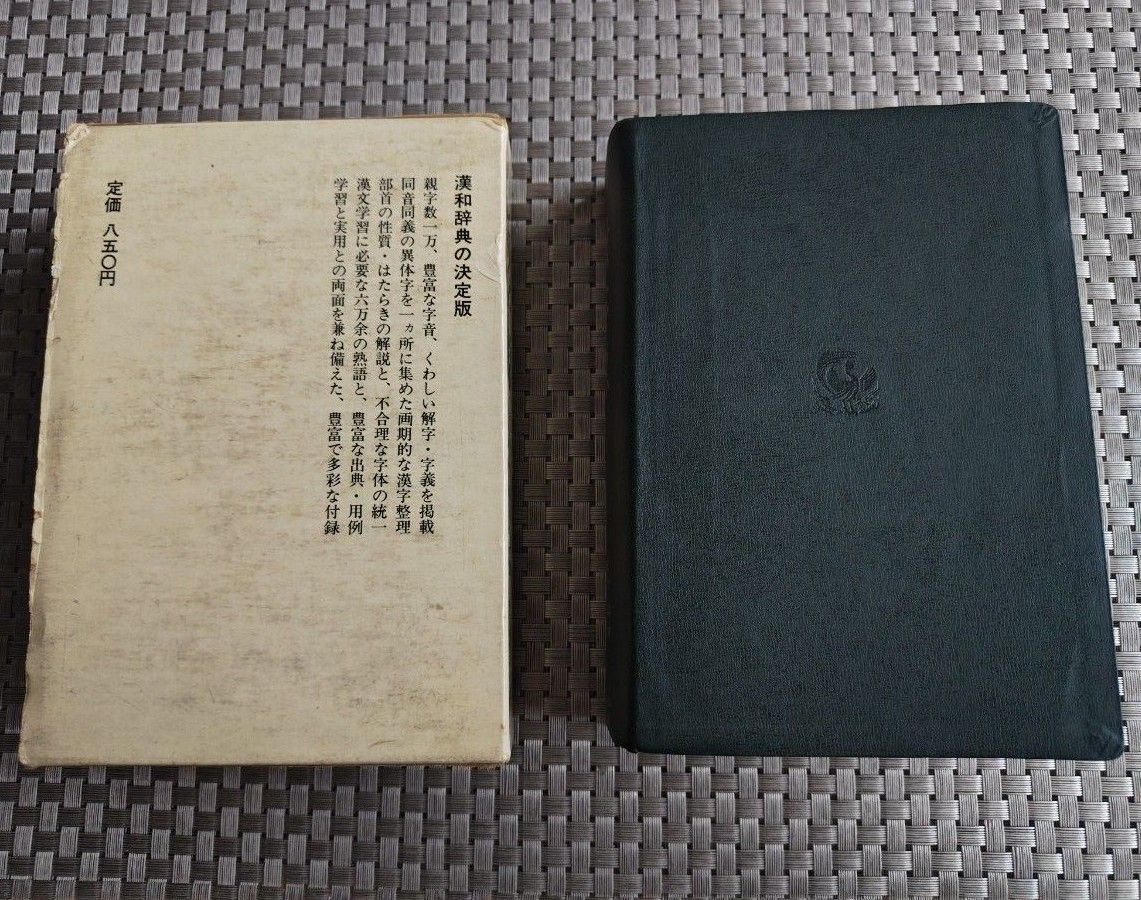 漢和辞典の決定版
親字数一万、豊富な字音、くわしい解字・字義を掲載
同音同義の異体字を一ヵ所に集めた画期的な漢字整理
部首の性質・はたらきの解説と、不合理な字体の統一
漢文学習に必要な六万余の熟語と、豊富な出典・用例
学習と実用との両面を兼ね備えた、豊富で多彩な付録
定価 八五〇円